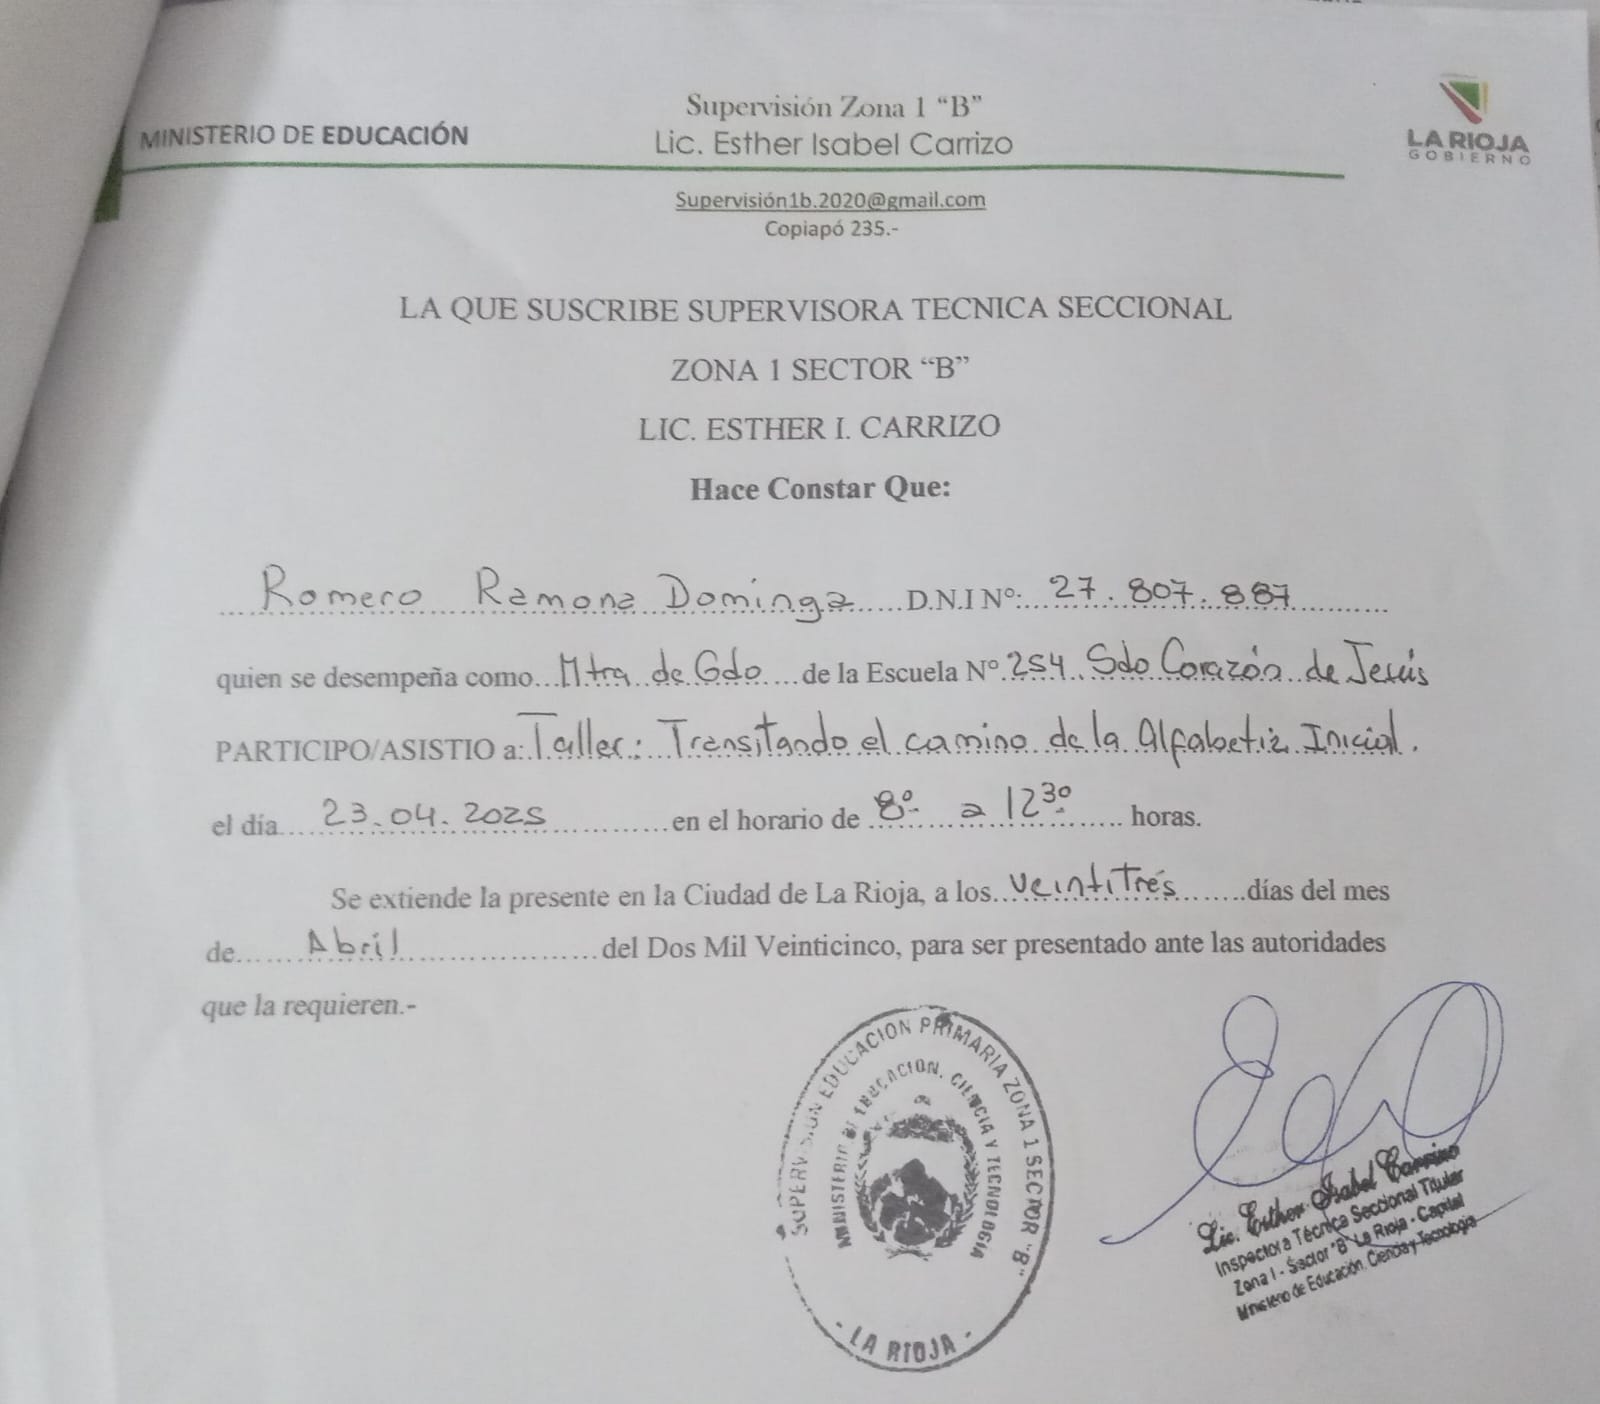 MINISTERIO DE EDUCACIÓN
Supervisión Zona 1 “B”
Lic. Esther Isabel Carrizo
LA RIOJA
GOBIERNO
Supervisión1b.2020@gmail.com
Copiapó 235.-
LA QUE SUSCRIBE SUPERVISORA TECNICA SECCIONAL
ZONA 1 SECTOR “B”
LIC. ESTHER I. CARRIZO
Hace Constar Que:
Romero Ramona Dominga D.N.I Nº: 27.807.887
quien se desempeña como Mtra de Gdo de la Escuela Nº 254 Sdo Corazón de Jesús
PARTICIPO/ASISTIO a: Taller: Transitando el camino de la Alfabetiz Inicial.
el día 23.04.2025 en el horario de 8º a 12³º horas.
Se extiende la presente en la Ciudad de La Rioja, a los veintitrés días del mes
de Abril del Dos Mil Veinticinco, para ser presentado ante las autoridades
que la requieren.-
SUPERVISION EDUCACION PRIMARIA ZONA 1 SECTOR "B"
MINISTERIO DE EDUCACION, CIENCIA Y TECNOLOGIA
- LA RIOJA -
Lic. Esther Isabel Carrizo
Inspectora Técnica Seccional Titular
Zona I - Sector "B" La Rioja - Capital
Ministerio de Educación, Ciencia y Tecnología